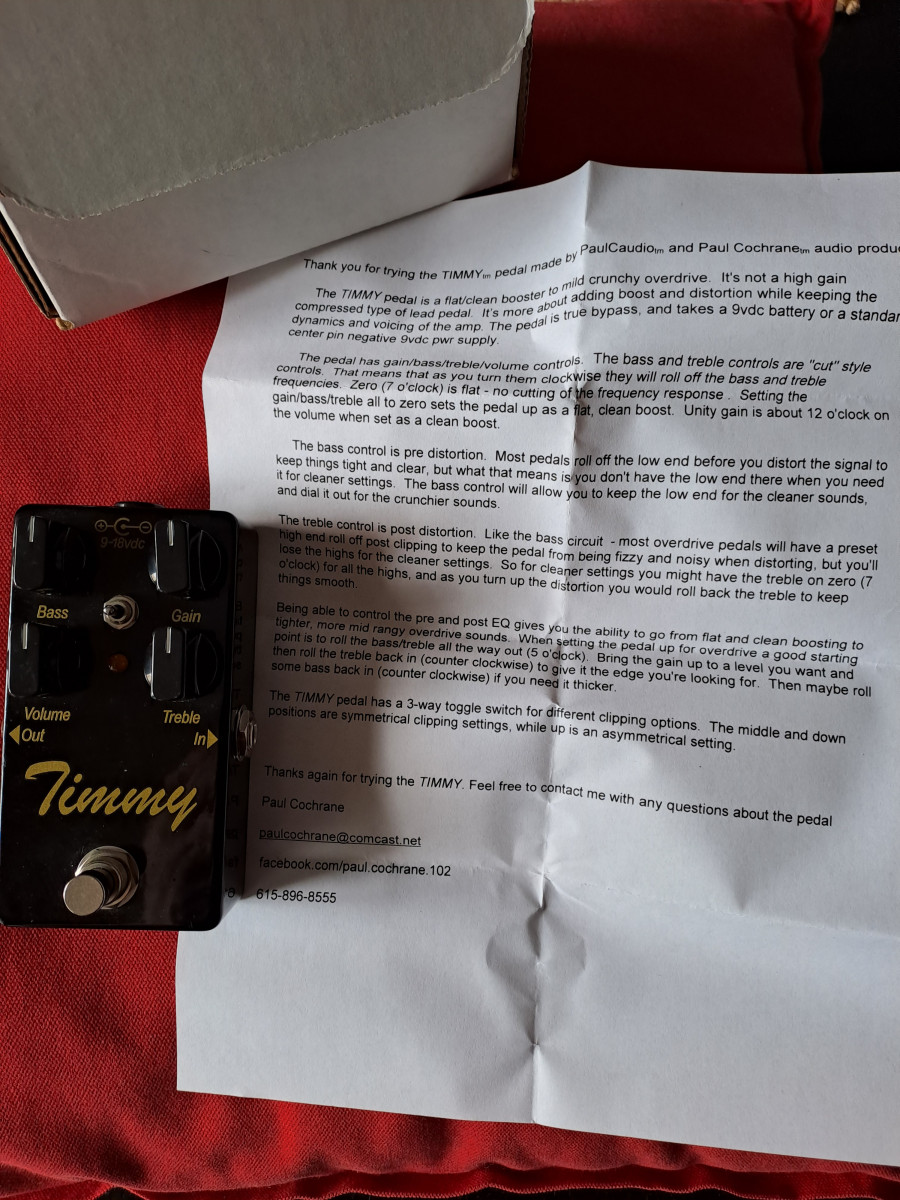 Thank you for trying the TIMMYtm pedal made by PaulCaudiotm and Paul Cochranetm audio
The TIMMY pedal is a flat/clean booster to mild crunchy overdrive. It's not a high gain
compressed type of lead pedal. It's more about adding boost and distortion while keeping the
dynamics and voicing of the amp. The pedal is true bypass, and takes a 9vdc battery or a
center pin negative 9vdc pwr supply.
The pedal has gain/bass/treble/volume controls. The bass and treble controls are "cut" style
controls. That means that as you turn them clockwise they will roll off the bass and treble
frequencies. Zero (7 o'clock) is flat - no cutting of the frequency response . Setting the
gain/bass/treble all to zero sets the pedal up as a flat, clean boost. Unity gain is about 12 o'clock on
the volume when set as a clean boost.
The bass control is pre distortion. Most pedals roll off the low end before you distort the signal to
keep things tight and clear, but what that means is you don't have the low end there when you need
it for cleaner settings. The bass control will allow you to keep the low end for the cleaner sounds,
and dial it out for the crunchier sounds.
The treble control is post distortion. Like the bass circuit - most overdrive pedals will have a preset
high end roll off post clipping to keep the pedal from being fizzy and noisy when distorting, but you'll
lose the highs for the cleaner settings. So for cleaner settings you might have the treble on zero (7
o'clock) for all the highs, and as you turn up the distortion you would roll back the treble to keep
things smooth.
Being able to control the pre and post EQ gives you the ability to go from flat and clean boosting to
tighter, more mid rangy overdrive sounds. When setting the pedal up for overdrive a good starting
point is to roll the bass/treble all the way out (5 o'clock). Bring the gain up to a level you want and
then roll the treble back in (counter clockwise) to give it the edge you're looking for. Then maybe roll
some bass back in (counter clockwise) if you need it thicker.
The TIMMY pedal has a 3-way toggle switch for different clipping options. The middle and down
positions are symmetrical clipping settings, while up is an asymmetrical setting.
Thanks again for trying the TIMMY. Feel free to contact me with any questions about the pedal
Paul Cochrane
paulcochrane@comcast.net
facebook.com/paul.cochrane.102
615-896-8555
9-18vdc
Bass
Gain
Volume
Treble
Out
In
Timmy